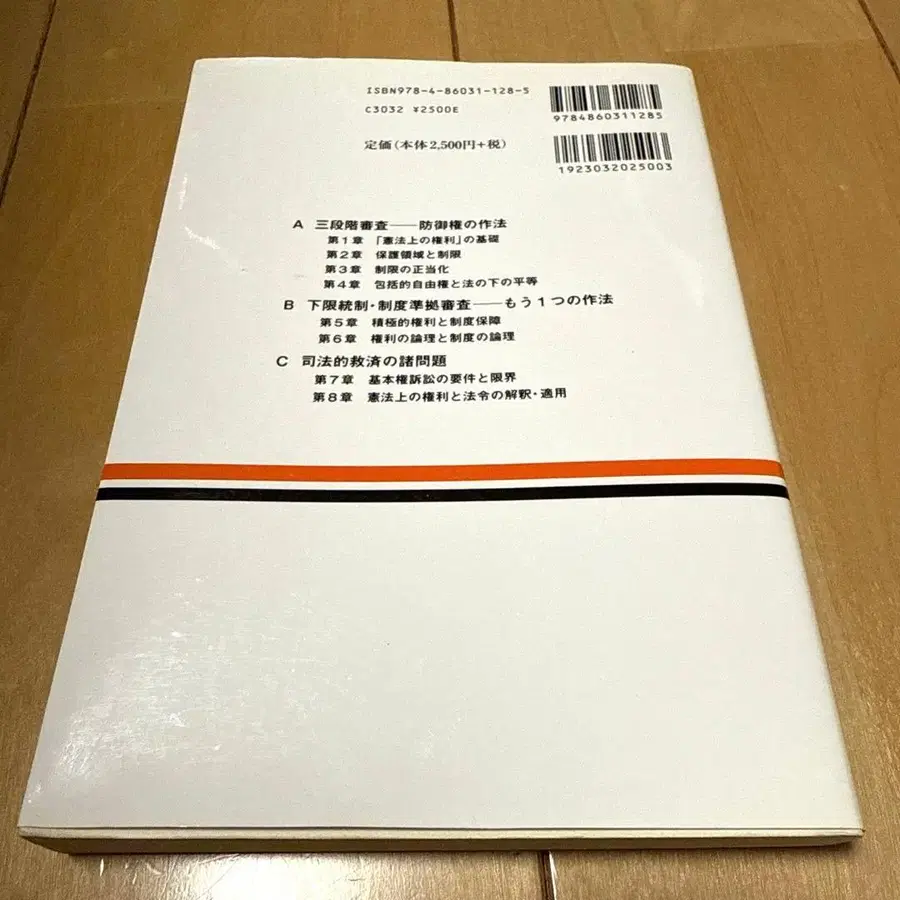 ISBN978-4-86031-128-5
C3032 ¥2500E
9784860311285
定価(本体2,500円+税)
1923032025003
A 三段階審査――防御権の作法
第1章 「憲法上の権利」の基礎
第2章 保護領域と制限
第3章 制限の正当化
第4章 包括的自由権と法の下の平等
B 下限統制・制度準拠審査――もう1つの作法
第5章 積極的権利と制度保障
第6章 権利の論理と制度の論理
C 司法的救済の諸問題
第7章 基本権訴訟の要件と限界
第8章 憲法上の権利と法令の解釈・適用